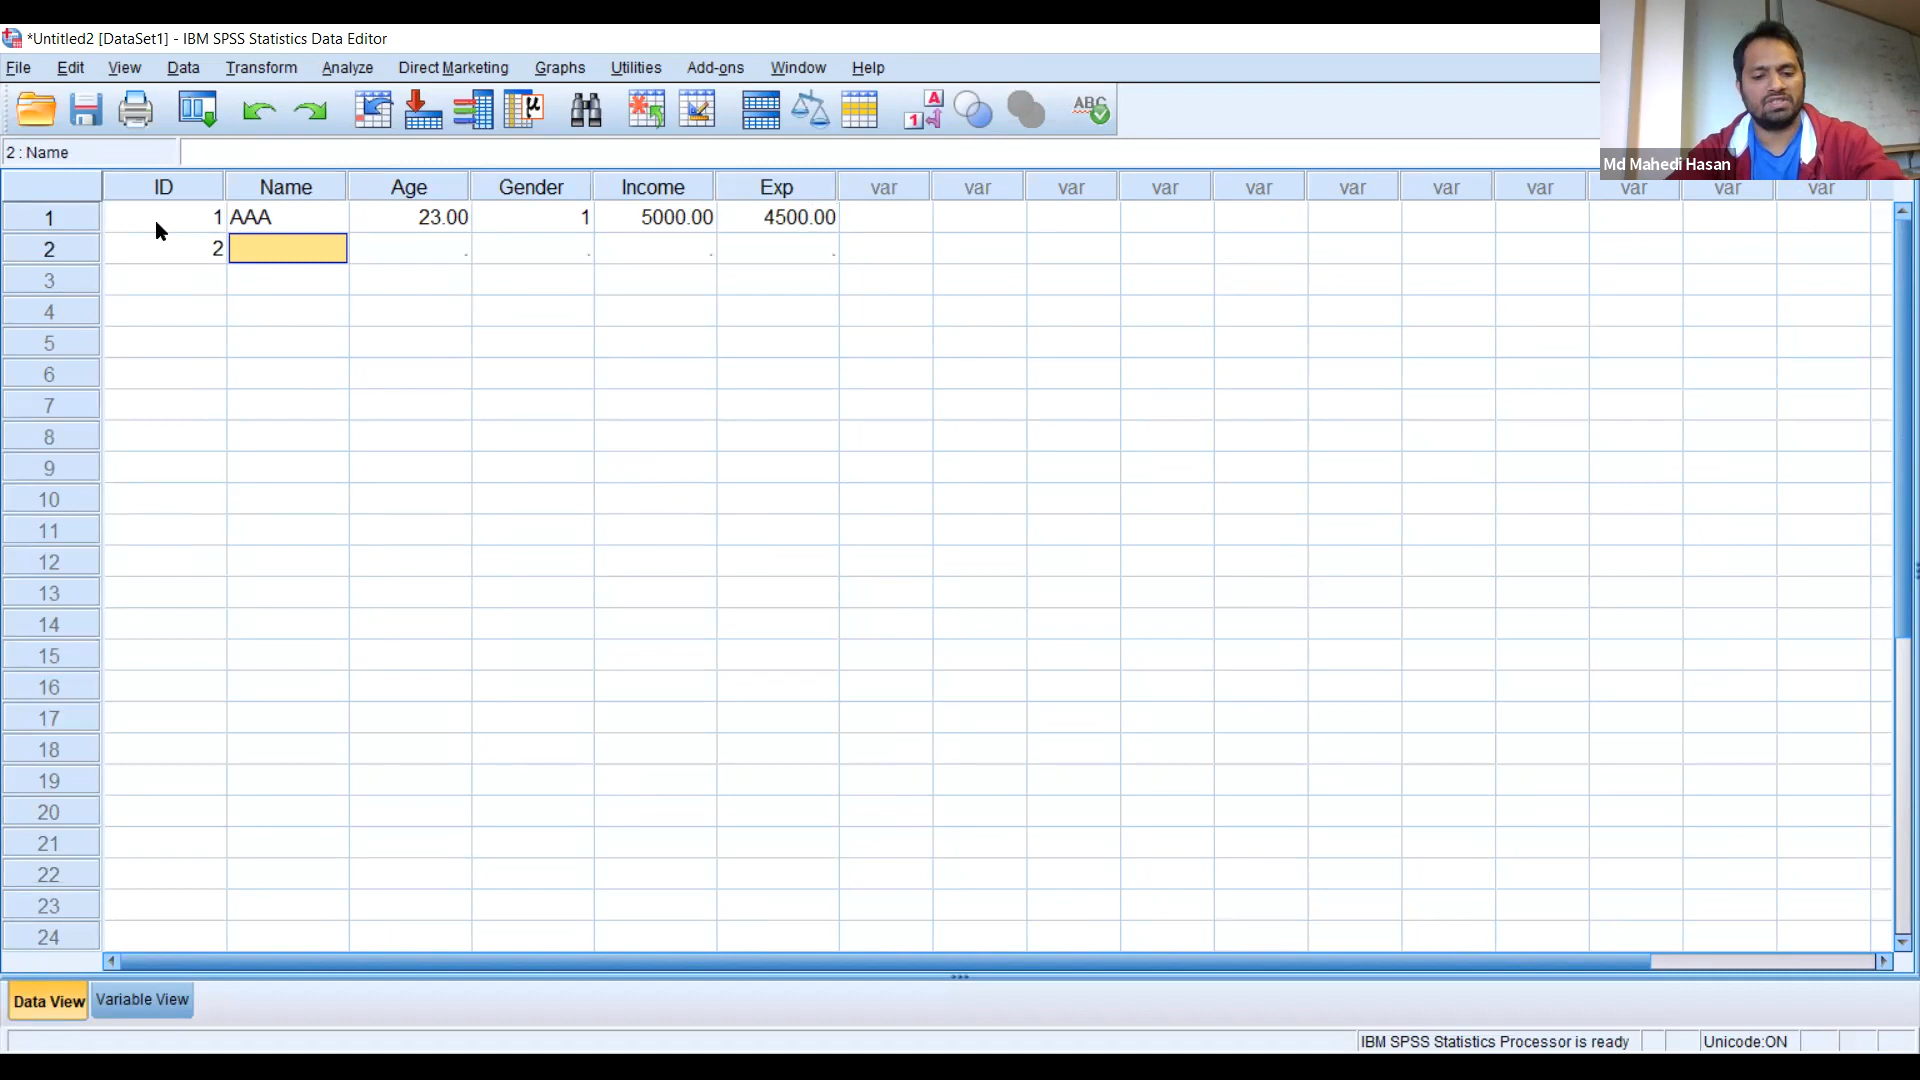 *Untitled2 [DataSet1] - IBM SPSS Statistics Data Editor
File Edit View Data Transform Analyze Direct Marketing Graphs Utilities Add-ons Window Help
2 : Name
Md Mahedi Hasan
ID Name Age Gender Income Exp var var var var var var var var var var var
1 1 AAA 23.00 1 5000.00 4500.00
2 2 . . . .
3
4
5
6
7
8
9
10
11
12
13
14
15
16
17
18
19
20
21
22
23
24
Data View Variable View
IBM SPSS Statistics Processor is ready Unicode:ON